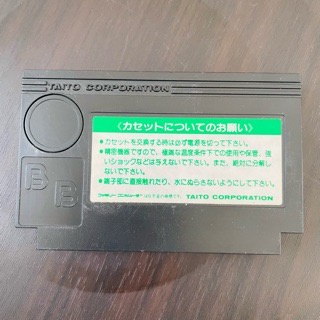 TAITO CORPORATION
〈カセットについてのお願い〉
●カセットを交換する時は必ず電源を切って下さい。
●精密機器ですので、極端な温度条件下での使用や保管、強
いショックなどは与えないで下さい。また、絶対に分解し
ないで下さい。
●端子部に直接触れたり、水にぬらさないようにして下さい。
TAITO CORPORATION